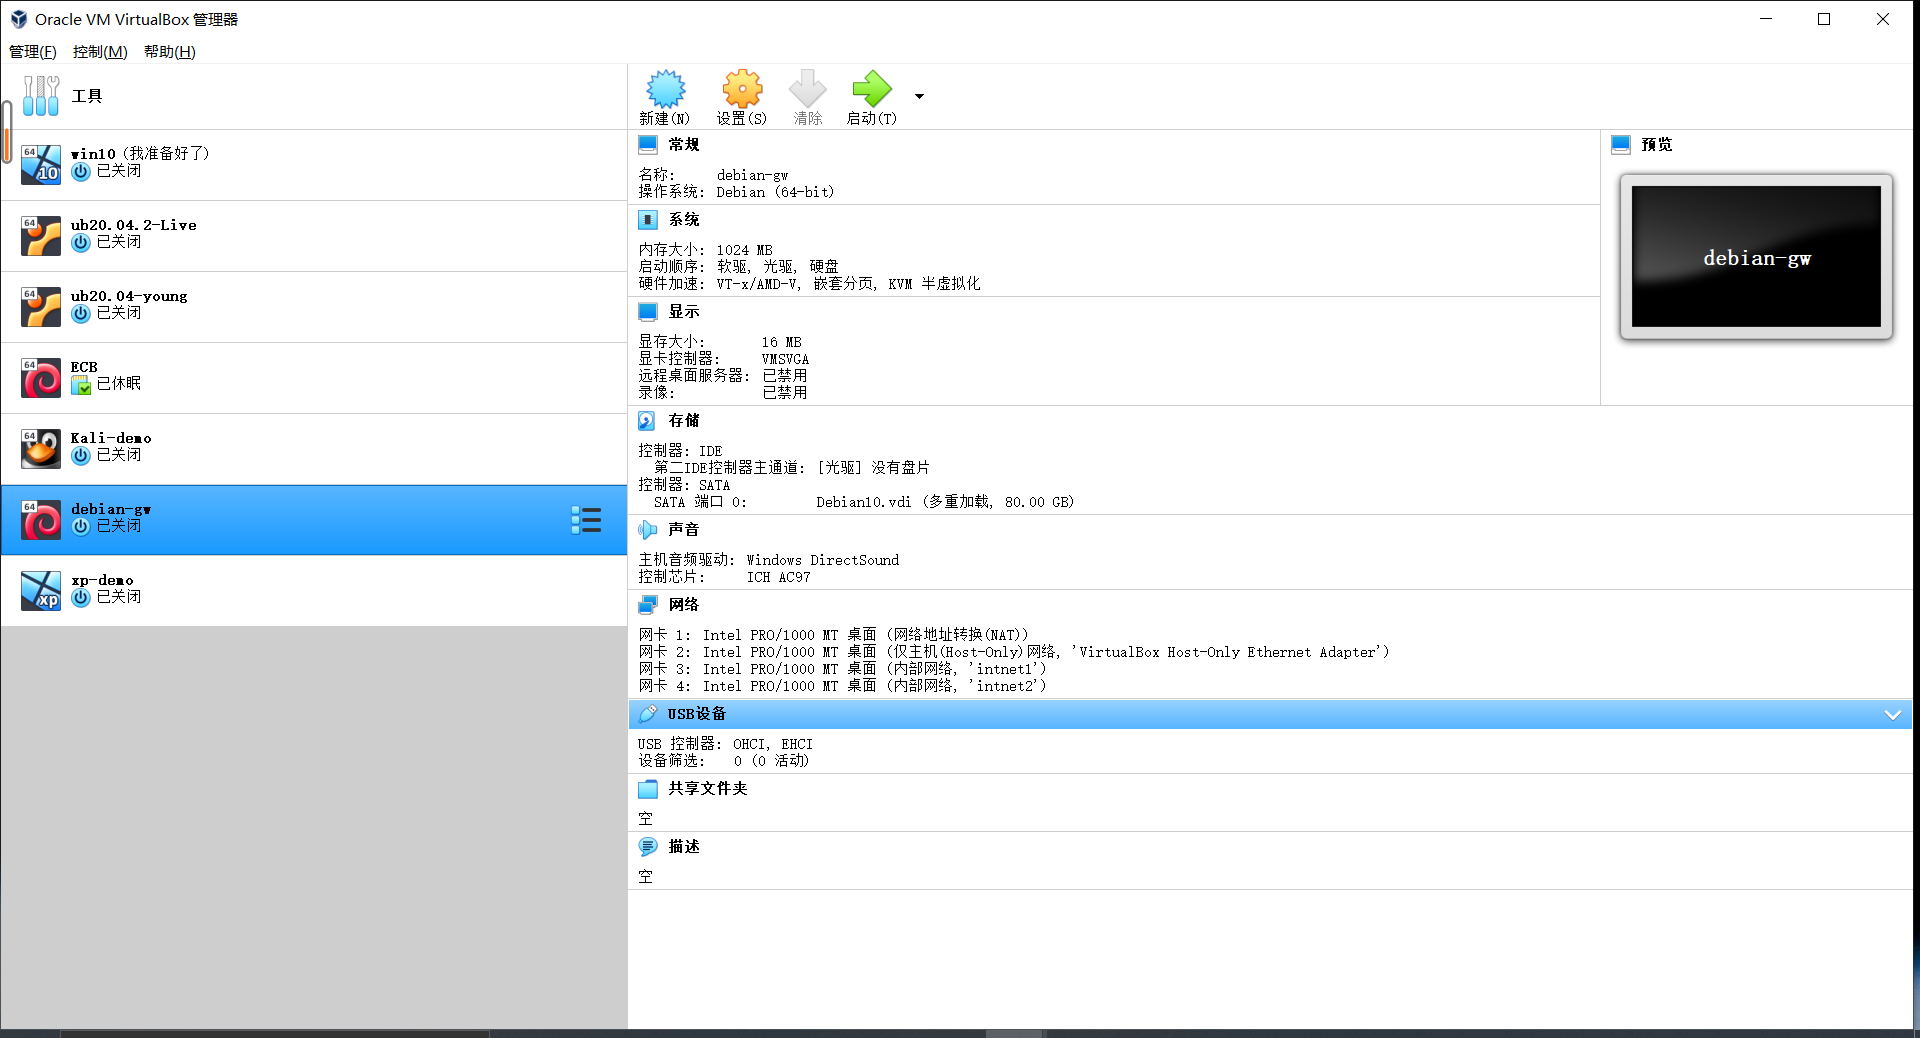 Oracle VM VirtualBox 管理器
管理(F) 控制(M) 帮助(H)
工具
64
10
win10 (我准备好了)
已关闭
64
ub20.04.2-Live
已关闭
64
ub20.04-young
已关闭
64
ECB
已休眠
64
Kali-demo
已关闭
64
debian-gw
已关闭
xp
xp-demo
已关闭
新建(N) 设置(S) 清除 启动(T)
常规
名称: debian-gw
操作系统: Debian (64-bit)
系统
内存大小: 1024 MB
启动顺序: 软驱, 光驱, 硬盘
硬件加速: VT-x/AMD-V, 嵌套分页, KVM 半虚拟化
显示
显存大小: 16 MB
显卡控制器: VMSVGA
远程桌面服务器: 已禁用
录像: 已禁用
预览
debian-gw
存储
控制器: IDE
第二IDE控制器主通道: [光驱] 没有盘片
控制器: SATA
SATA 端口 0: Debian10.vdi (多重加载, 80.00 GB)
声音
主机音频驱动: Windows DirectSound
控制芯片: ICH AC97
网络
网卡 1: Intel PRO/1000 MT 桌面 (网络地址转换(NAT))
网卡 2: Intel PRO/1000 MT 桌面 (仅主机(Host-Only)网络, 'VirtualBox Host-Only Ethernet Adapter')
网卡 3: Intel PRO/1000 MT 桌面 (内部网络, 'intnet1')
网卡 4: Intel PRO/1000 MT 桌面 (内部网络, 'intnet2')
USB设备
USB 控制器: OHCI, EHCI
设备筛选: 0 (0 活动)
共享文件夹
空
描述
空